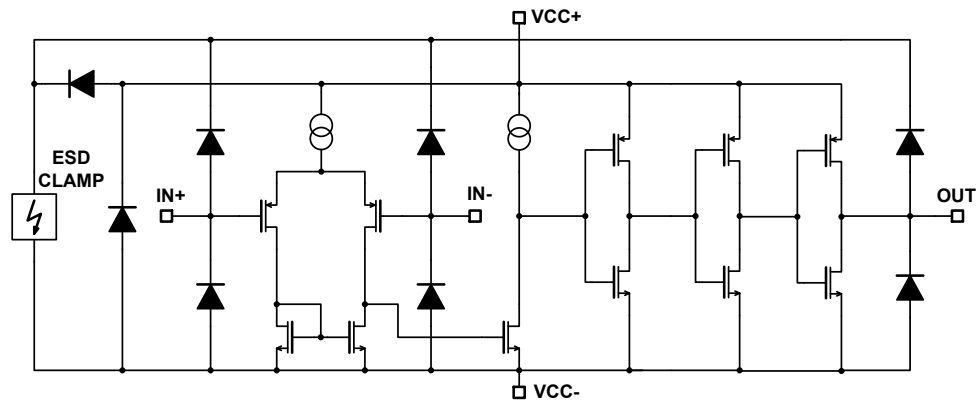 VCC+
ESD
CLAMP
IN+
IN-
OUT
VCC-